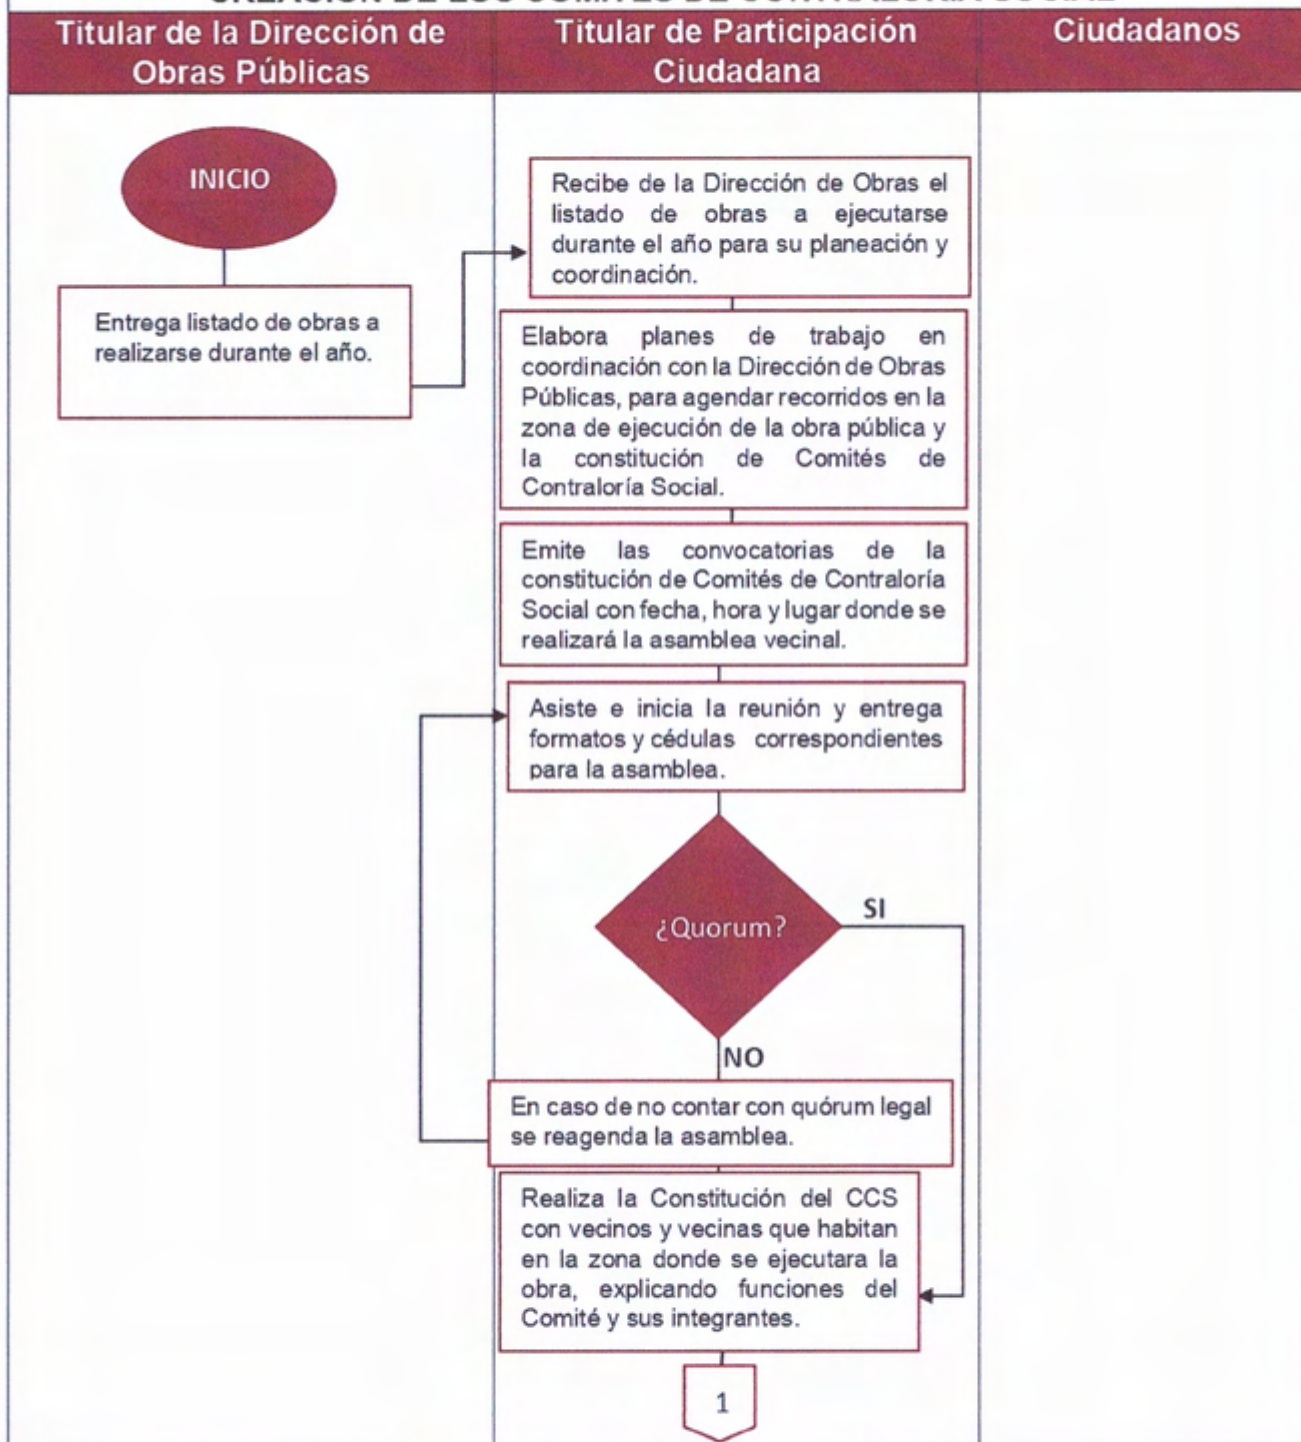 CREACIÓN DE LOS COMITÉS DE CONTRALORÍA SOCIAL
Titular de la Dirección de
Obras Públicas
Titular de Participación
Ciudadana
Ciudadanos
INICIO
Entrega listado de obras a
realizarse durante el año.
Recibe de la Dirección de Obras el
listado de obras a ejecutarse
durante el año para su planeación y
coordinación.
Elabora planes de trabajo en
coordinación con la Dirección de Obras
Públicas, para agendar recorridos en la
zona de ejecución de la obra pública y
la constitución de Comités de
Contraloría Social.
Emite las convocatorias de la
constitución de Comités de Contraloría
Social con fecha, hora y lugar donde se
realizará la asamblea vecinal.
Asiste e inicia la reunión y entrega
formatos y cédulas correspondientes
para la asamblea.
¿Quorum?
SI
NO
En caso de no contar con quórum legal
se reagenda la asamblea.
Realiza la Constitución del CCS
con vecinos y vecinas que habitan
en la zona donde se ejecutara la
obra, explicando funciones del
Comité y sus integrantes.
1